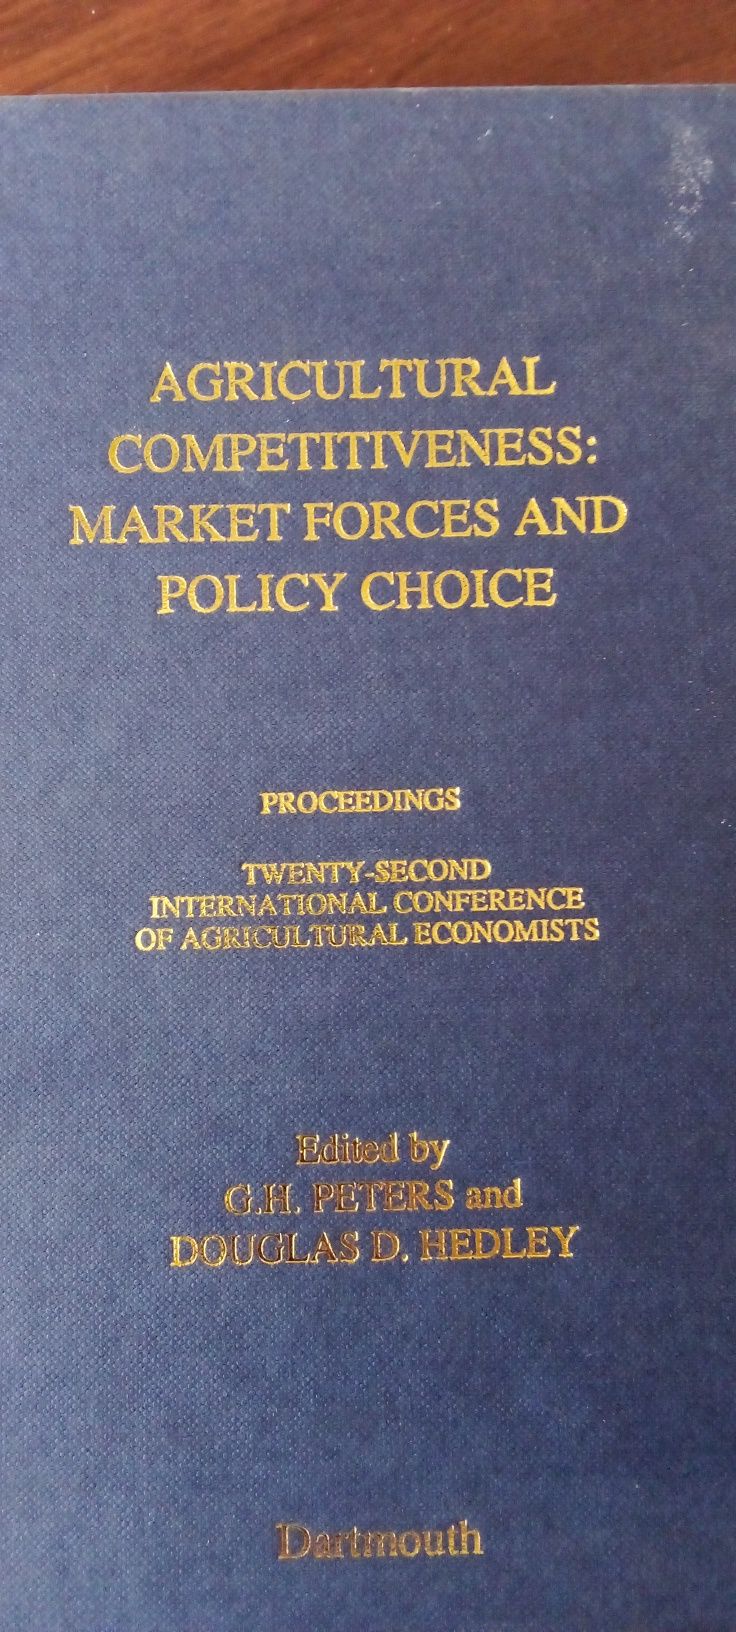 AGRICULTURAL
COMPETITIVENESS:
MARKET FORCES AND
POLICY CHOICE
PROCEEDINGS
TWENTY-SECOND
INTERNATIONAL CONFERENCE
OF AGRICULTURAL ECONOMISTS
Edited by
G.H. PETERS and
DOUGLAS D. HEDLEY
Dartmouth